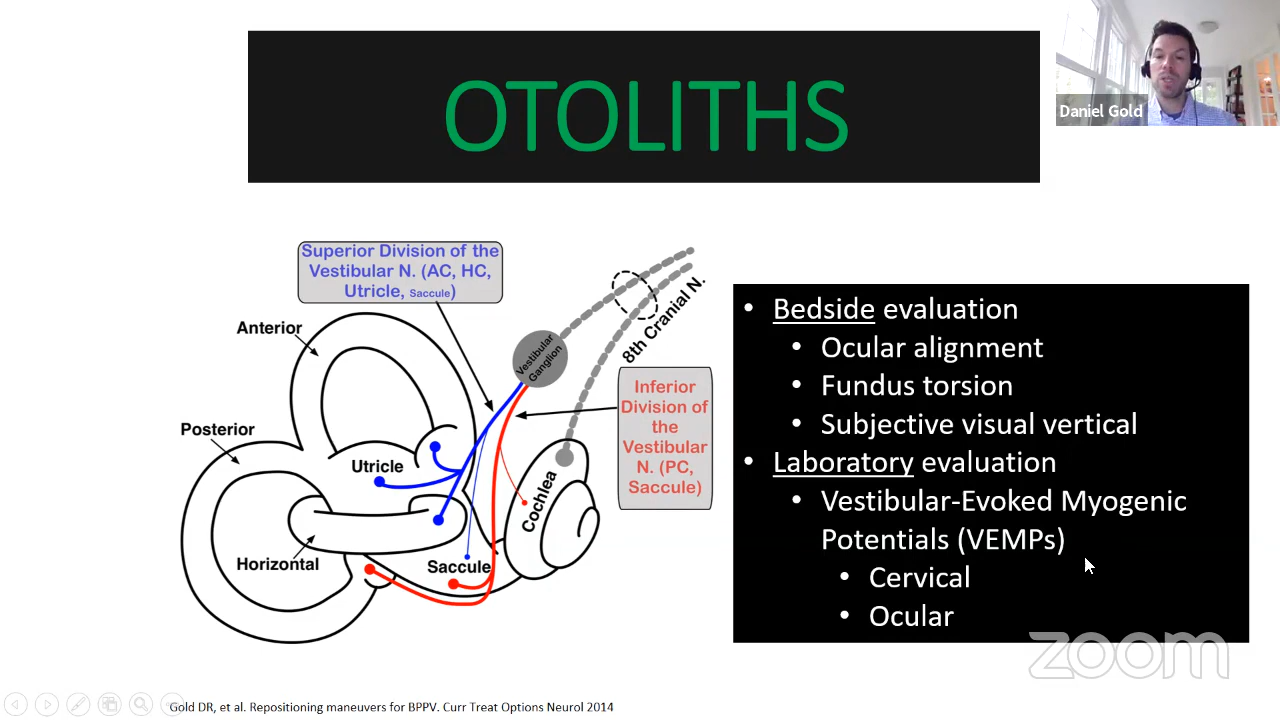 OTOLITHS
Daniel Gold
Superior Division of the
Vestibular N. (AC, HC,
Utricle, Saccule)
Anterior
Posterior
Utricle
Horizontal
Saccule
Vestibular
Ganglion
8th Cranial N.
Cochlea
Inferior
Division of
the
Vestibular
N. (PC,
Saccule)
• Bedside evaluation
• Ocular alignment
• Fundus torsion
• Subjective visual vertical
• Laboratory evaluation
• Vestibular-Evoked Myogenic
Potentials (VEMPs)
• Cervical
• Ocular
zoom
Gold DR, et al. Repositioning maneuvers for BPPV. Curr Treat Options Neurol 2014